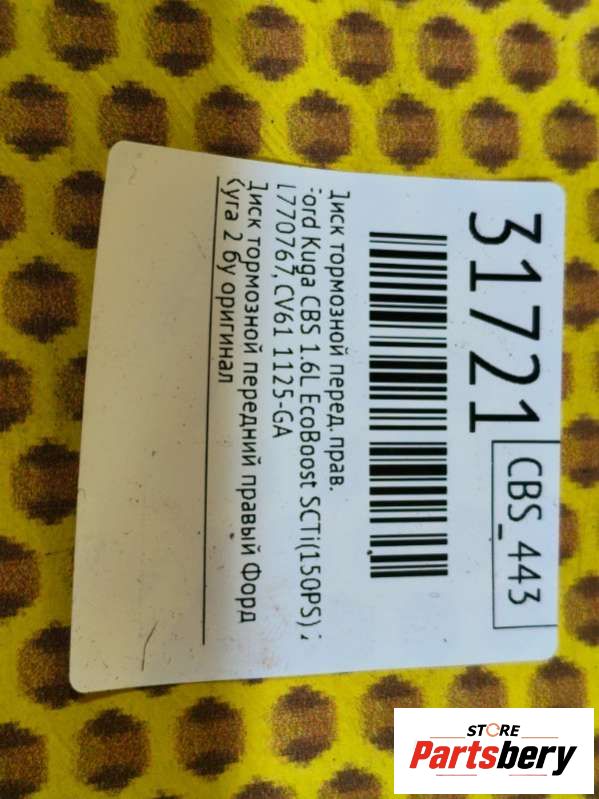 31721
CBS_443
Диск тормозной перед. прав.
Ford Kuga CBS 1.6L EcoBoost SCTi(150PS) 2
1770767, CV61 1125-GA
Диск тормозной передний правый Форд
Куга 2 бу оригинал
STORE
Partsbery